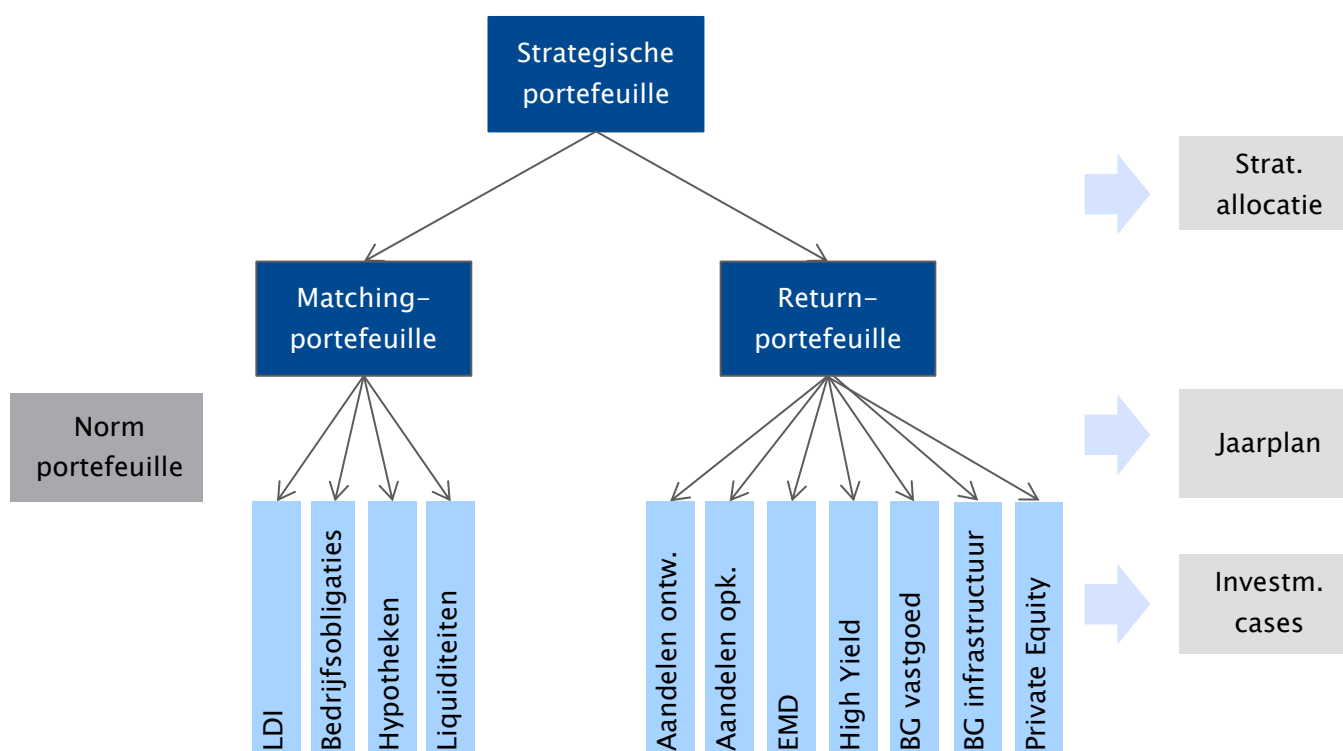 Strategische
portefeuille
Strat.
allocatie
Matching-
portefeuille
Return-
portefeuille
Norm
portefeuille
Jaarplan
LDI
Bedrijfsobligaties
Hypotheken
Liquiditeiten
Aandelen ontw.
Aandelen opk.
EMD
High Yield
BG vastgoed
BG infrastructuur
Private Equity
Investm.
cases